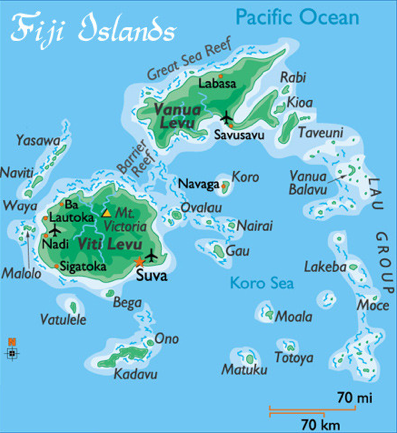 Fiji Islands
Pacific Ocean
Great Sea Reef
Labasa
Rabi
Kioa
Vanua
Levu
Savusavu
Taveuni
Yasawa
Barrier
Reef
Naviti
Koro
Navaga
Vanua
Balavu
Waya
Ba
Lautoka
Mt.
Victoria
Ovalau
LAU GROUP
Nadi
Viti Levu
Nairai
Gau
Malolo
Sigatoka
Suva
Lakeba
Koro Sea
Bega
Moce
Vatulele
Moala
Ono
Totoya
Kadavu
Matuku
70 mi
70 km